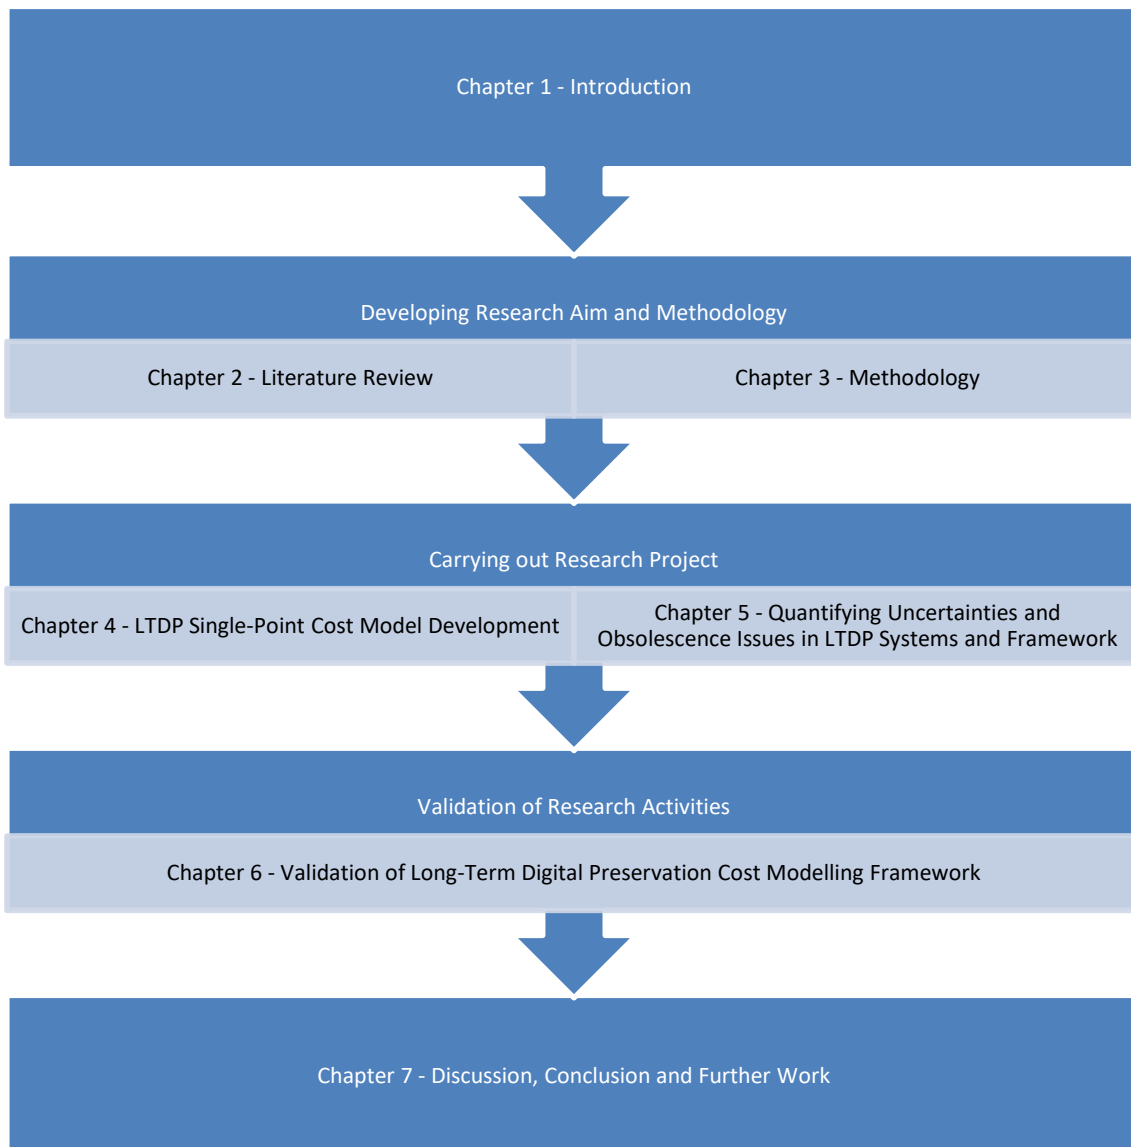 Chapter 1 - Introduction
Developing Research Aim and Methodology
Chapter 2 - Literature Review
Chapter 3 - Methodology
Carrying out Research Project
Chapter 4 - LTDP Single-Point Cost Model Development
Chapter 5 - Quantifying Uncertainties and
Obsolescence Issues in LTDP Systems and Framework
Validation of Research Activities
Chapter 6 - Validation of Long-Term Digital Preservation Cost Modelling Framework
Chapter 7 - Discussion, Conclusion and Further Work